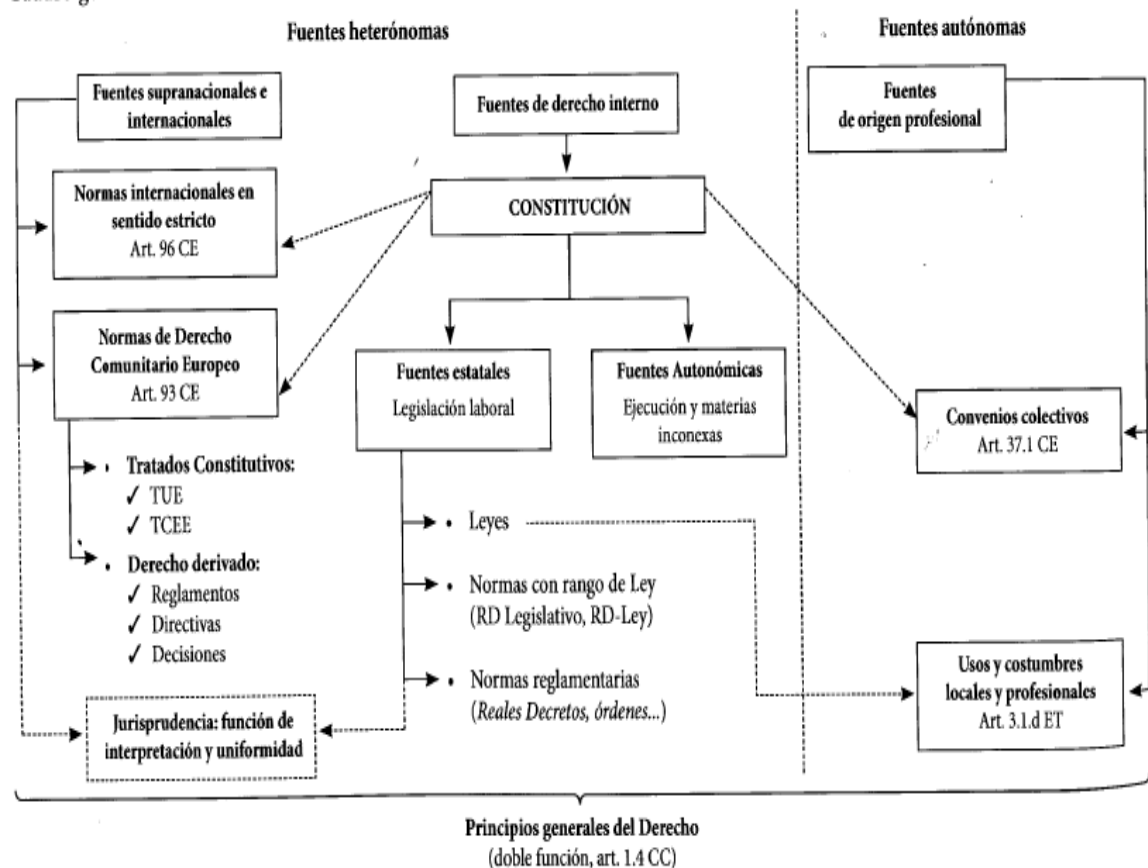 Fuentes heterónomas
Fuentes autónomas
Fuentes supranacionales e
internacionales
Fuentes de derecho interno
Fuentes
de origen profesional
Normas internacionales en
sentido estricto
Art. 96 CE
CONSTITUCIÓN
Normas de Derecho
Comunitario Europeo
Art. 93 CE
Fuentes estatales
Legislación laboral
Fuentes Autonómicas
Ejecución y materias
inconexas
Convenios colectivos
Art. 37.1 CE
• Tratados Constitutivos:
✓ TUE
✓ TCEE
• Derecho derivado:
✓ Reglamentos
✓ Directivas
✓ Decisiones
• Leyes
• Normas con rango de Ley
(RD Legislativo, RD-Ley)
• Normas reglamentarias
(Reales Decretos, órdenes...)
Usos y costumbres
locales y profesionales
Art. 3.1.d ET
Jurisprudencia: función de
interpretación y uniformidad
Principios generales del Derecho
(doble función, art. 1.4 CC)